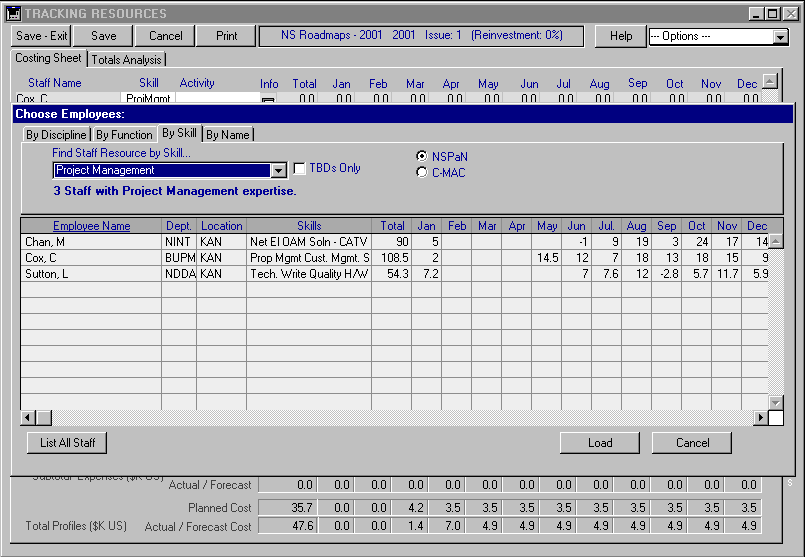 TRACKING RESOURCES
Save - Exit Save Cancel Print NS Roadmaps - 2001 2001 Issue: 1 (Reinvestment: 0%) Help --- Options ---
Costing Sheet Totals Analysis
Staff Name Skill Activity Info Total Jan Feb Mar Apr May Jun Jul Aug Sep Oct Nov Dec
Cox, C ProjMgmt 0.0 0.0 0.0 0.0 0.0 0.0 0.0 0.0 0.0 0.0 0.0 0.0 0.0
Choose Employees:
By Discipline By Function By Skill By Name
Find Staff Resource by Skill...
Project Management TBDs Only NSPaN
C-MAC
3 Staff with Project Management expertise.
Employee Name Dept. Location Skills Total Jan Feb Mar Apr May Jun Jul. Aug Sep Oct Nov Dec
Chan, M NINT KAN Net El OAM Soln - CATV 90 5 -1 9 19 3 24 17 14
Cox, C BUPM KAN Prop Mgmt Cust. Mgmt. S 108.5 2 14.5 12 7 18 13 18 15 9
Sutton, L NDDA KAN Tech. Write Quality H/W 54.3 7.2 7 7.6 12 -2.8 5.7 11.7 5.9
List All Staff Load Cancel
Subtotal Expenses ($K US)
Actual / Forecast 0.0 0.0 0.0 0.0 0.0 0.0 0.0 0.0 0.0 0.0 0.0 0.0 0.0
s
Planned Cost 35.7 0.0 0.0 4.2 3.5 3.5 3.5 3.5 3.5 3.5 3.5 3.5 3.5
Total Profiles ($K US) Actual / Forecast Cost 47.6 0.0 0.0 1.4 7.0 4.9 4.9 4.9 4.9 4.9 4.9 4.9 4.9